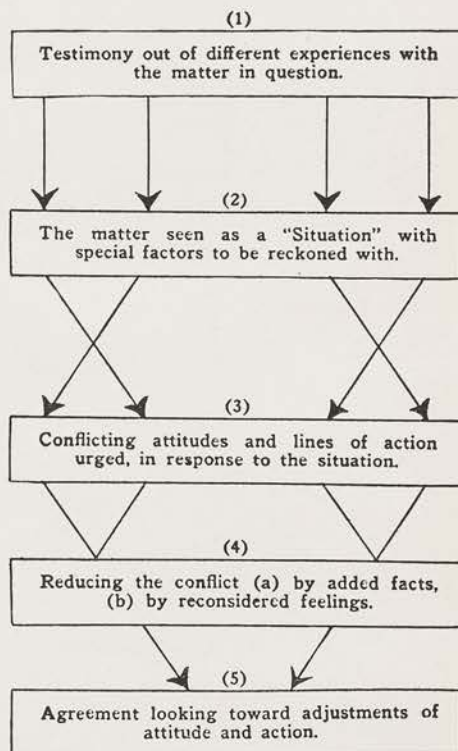 (1)
Testimony out of different experiences with
the matter in question.
(2)
The matter seen as a "Situation" with
special factors to be reckoned with.
(3)
Conflicting attitudes and lines of action
urged, in response to the situation.
(4)
Reducing the conflict (a) by added facts,
(b) by reconsidered feelings.
(5)
Agreement looking toward adjustments of
attitude and action.